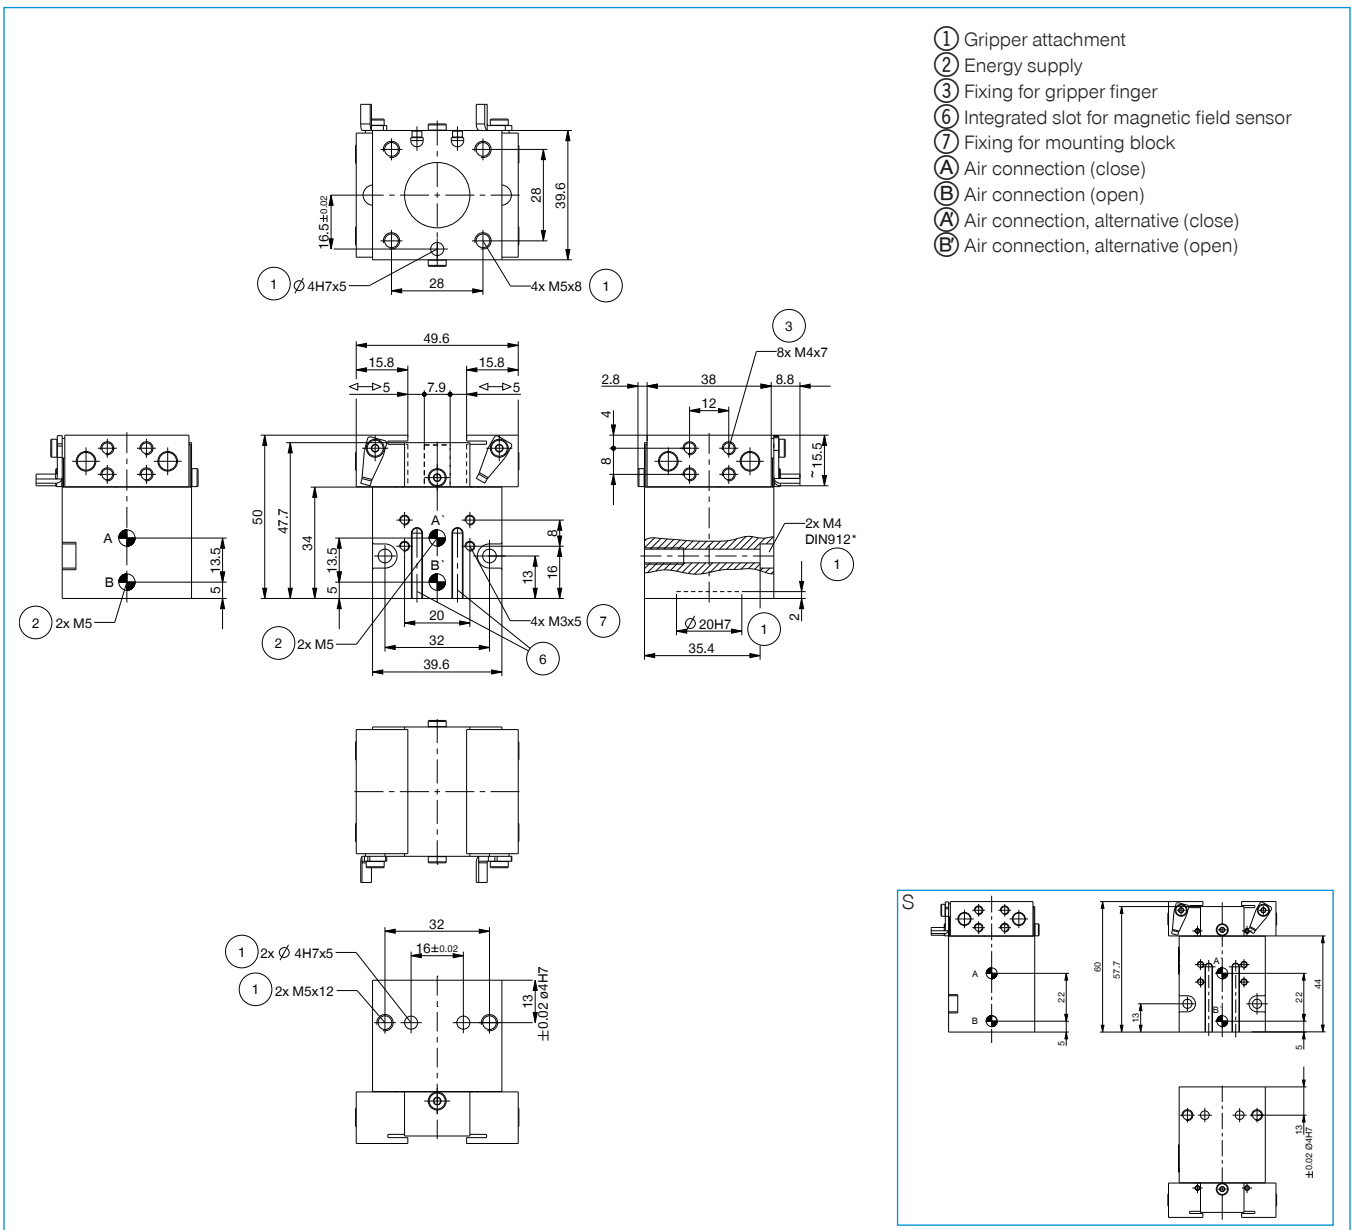 1 Gripper attachment
2 Energy supply
3 Fixing for gripper finger
6 Integrated slot for magnetic field sensor
7 Fixing for mounting block
A Air connection (close)
B Air connection (open)
A' Air connection, alternative (close)
B' Air connection, alternative (open)
16.5±0.02
28
39.6
1 Ø 4H7x5
28
4x M5x8 1
49.6
15.8
15.8
5
7.9
5
50
47.7
34
13.5
5
A`
B`
8
16
13
20
32
39.6
2 2x M5
4x M3x5 7
6
A
B
13.5
5
2 2x M5
3
8x M4x7
2.8
38
8.8
12
4
8
~15.5
2x M4
DIN912*
1
Ø 20H7 1
2
35.4
32
16±0.02
1 2x Ø 4H7x5
1 2x M5x12
13
±0.02 Ø4H7
S
A
B
22
13
5
60
57.7
A
B
22
44
5
13
±0.02 Ø4H7